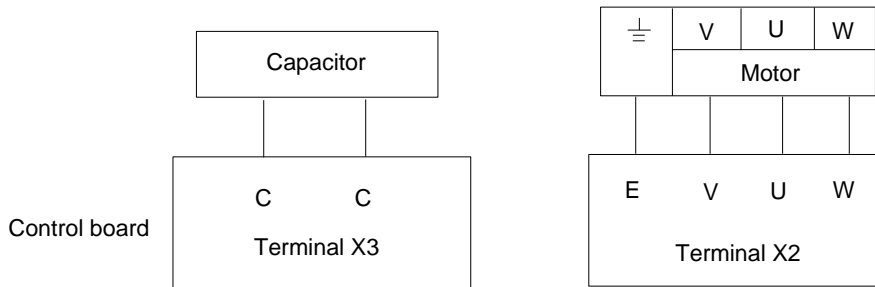 Capacitor
C C
Terminal X3
Control board
V U W
Motor
E V U W
Terminal X2